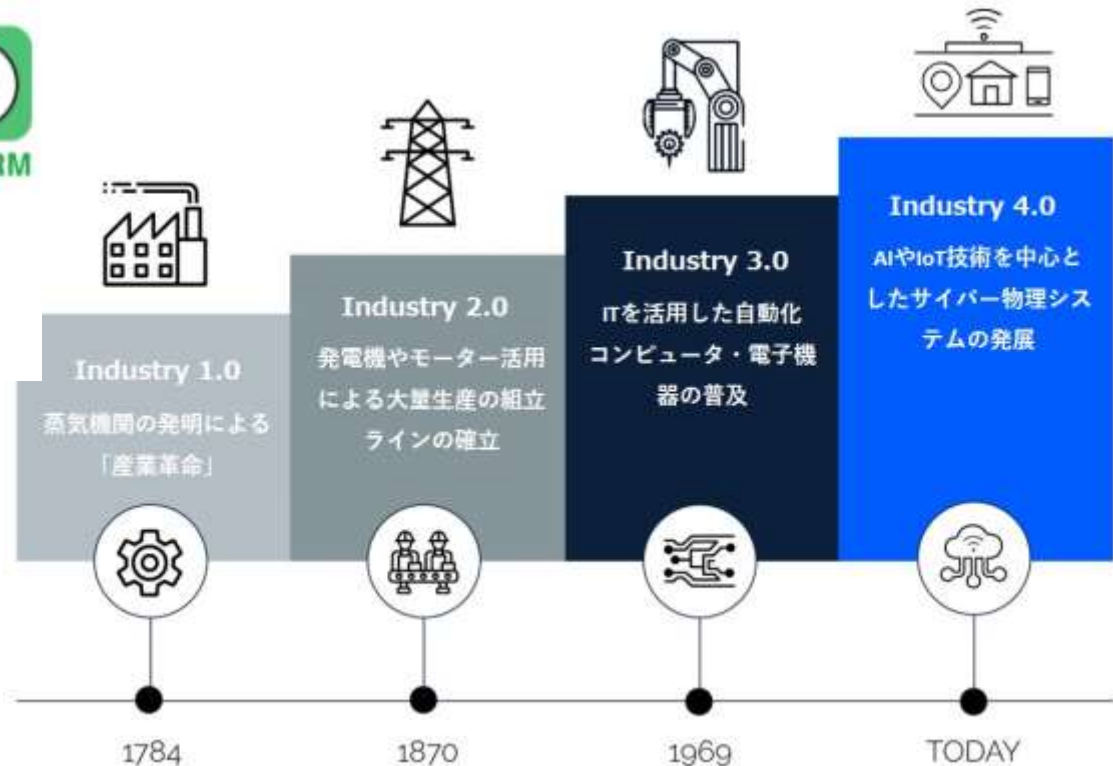 RM
Industry 1.0
蒸気機関の発明による
「産業革命」
Industry 2.0
発電機やモーター活用
による大量生産の組立
ラインの確立
Industry 3.0
ITを活用した自動化
コンピュータ・電子機
器の普及
Industry 4.0
AIやIoT技術を中心と
したサイバー物理シス
テムの発展
1784
1870
1969
TODAY